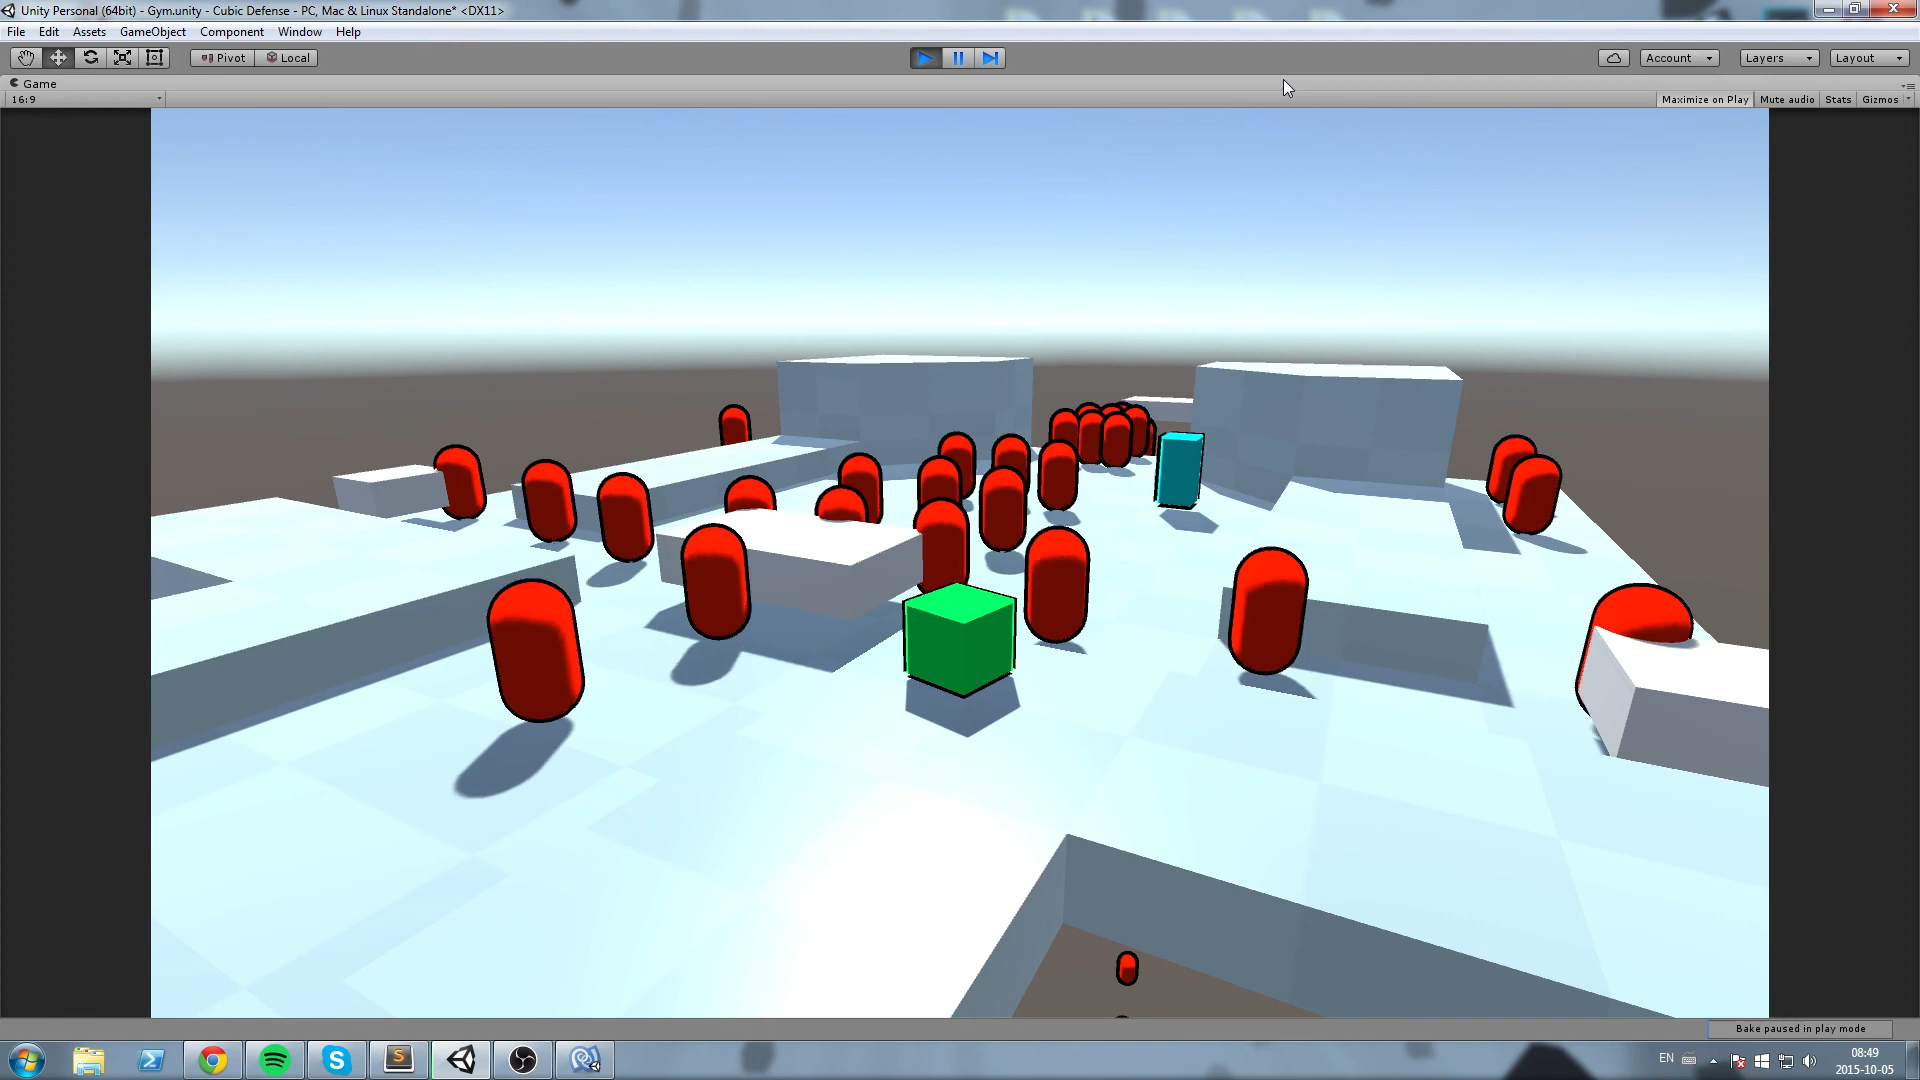 Unity Personal (64bit) - Gym.unity - Cubic Defense - PC, Mac & Linux Standalone* <DX11>
File Edit Assets GameObject Component Window Help
Pivot Local Account Layers Layout
Game
16:9 Maximize on Play Mute audio Stats Gizmos
Bake paused in play mode
EN 08:49
2015-10-05